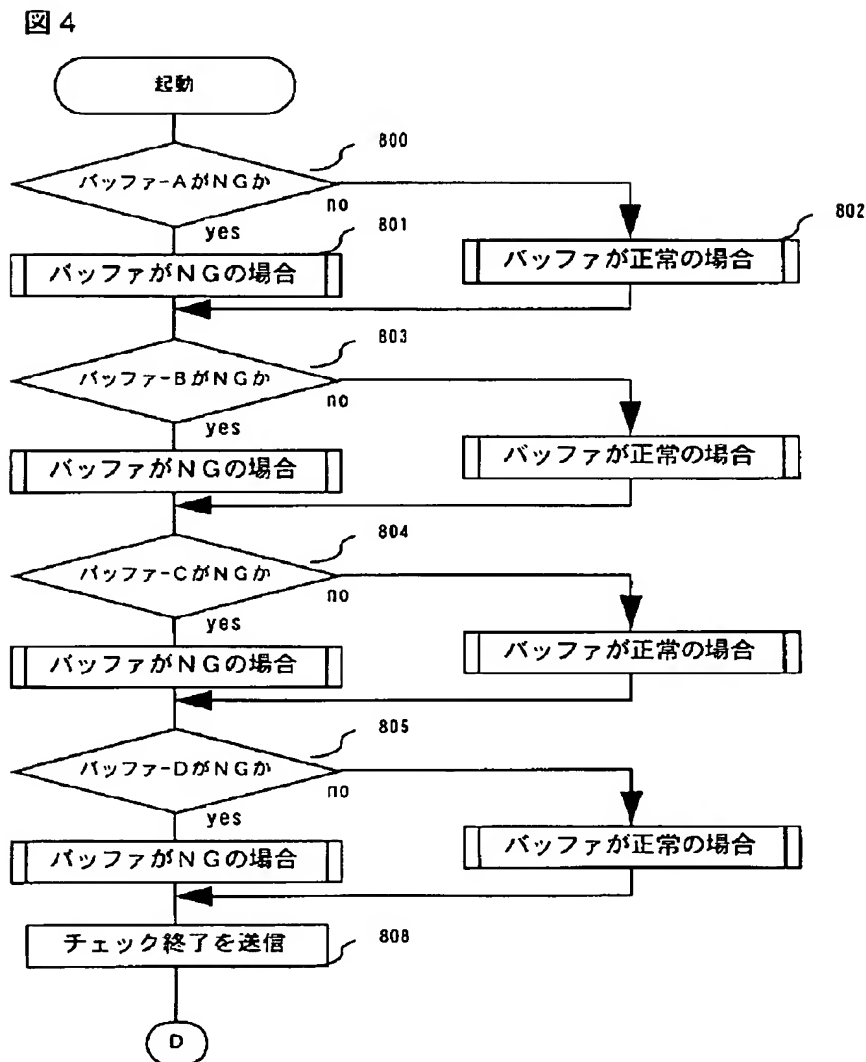 図4
起動
800
バッファ-AがNGか
no
yes
801
802
バッファがNGの場合
バッファが正常の場合
803
バッファ-BがNGか
no
yes
バッファがNGの場合
バッファが正常の場合
804
バッファ-CがNGか
no
yes
バッファがNGの場合
バッファが正常の場合
805
バッファ-DがNGか
no
yes
バッファがNGの場合
バッファが正常の場合
チェック終了を送信
808
D